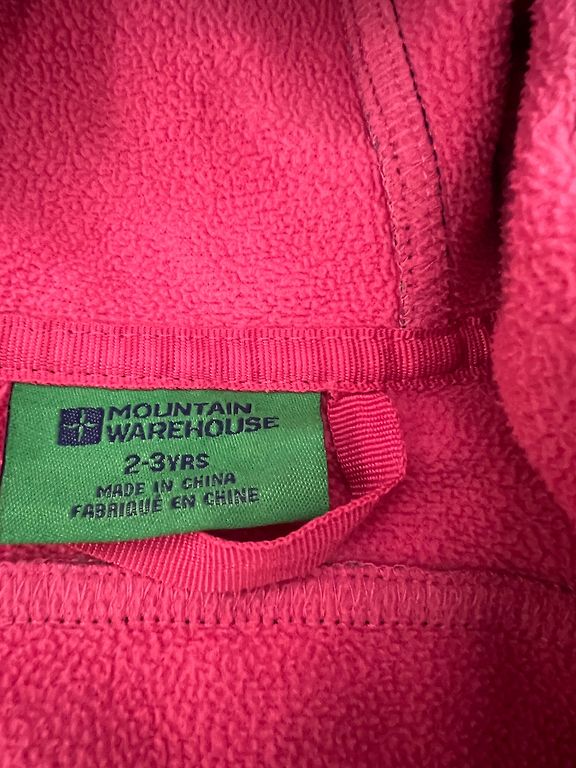 MOUNTAIN
WAREHOUSE
2-3YRS
MADE IN CHINA
FABRIQUÉ EN CHINE